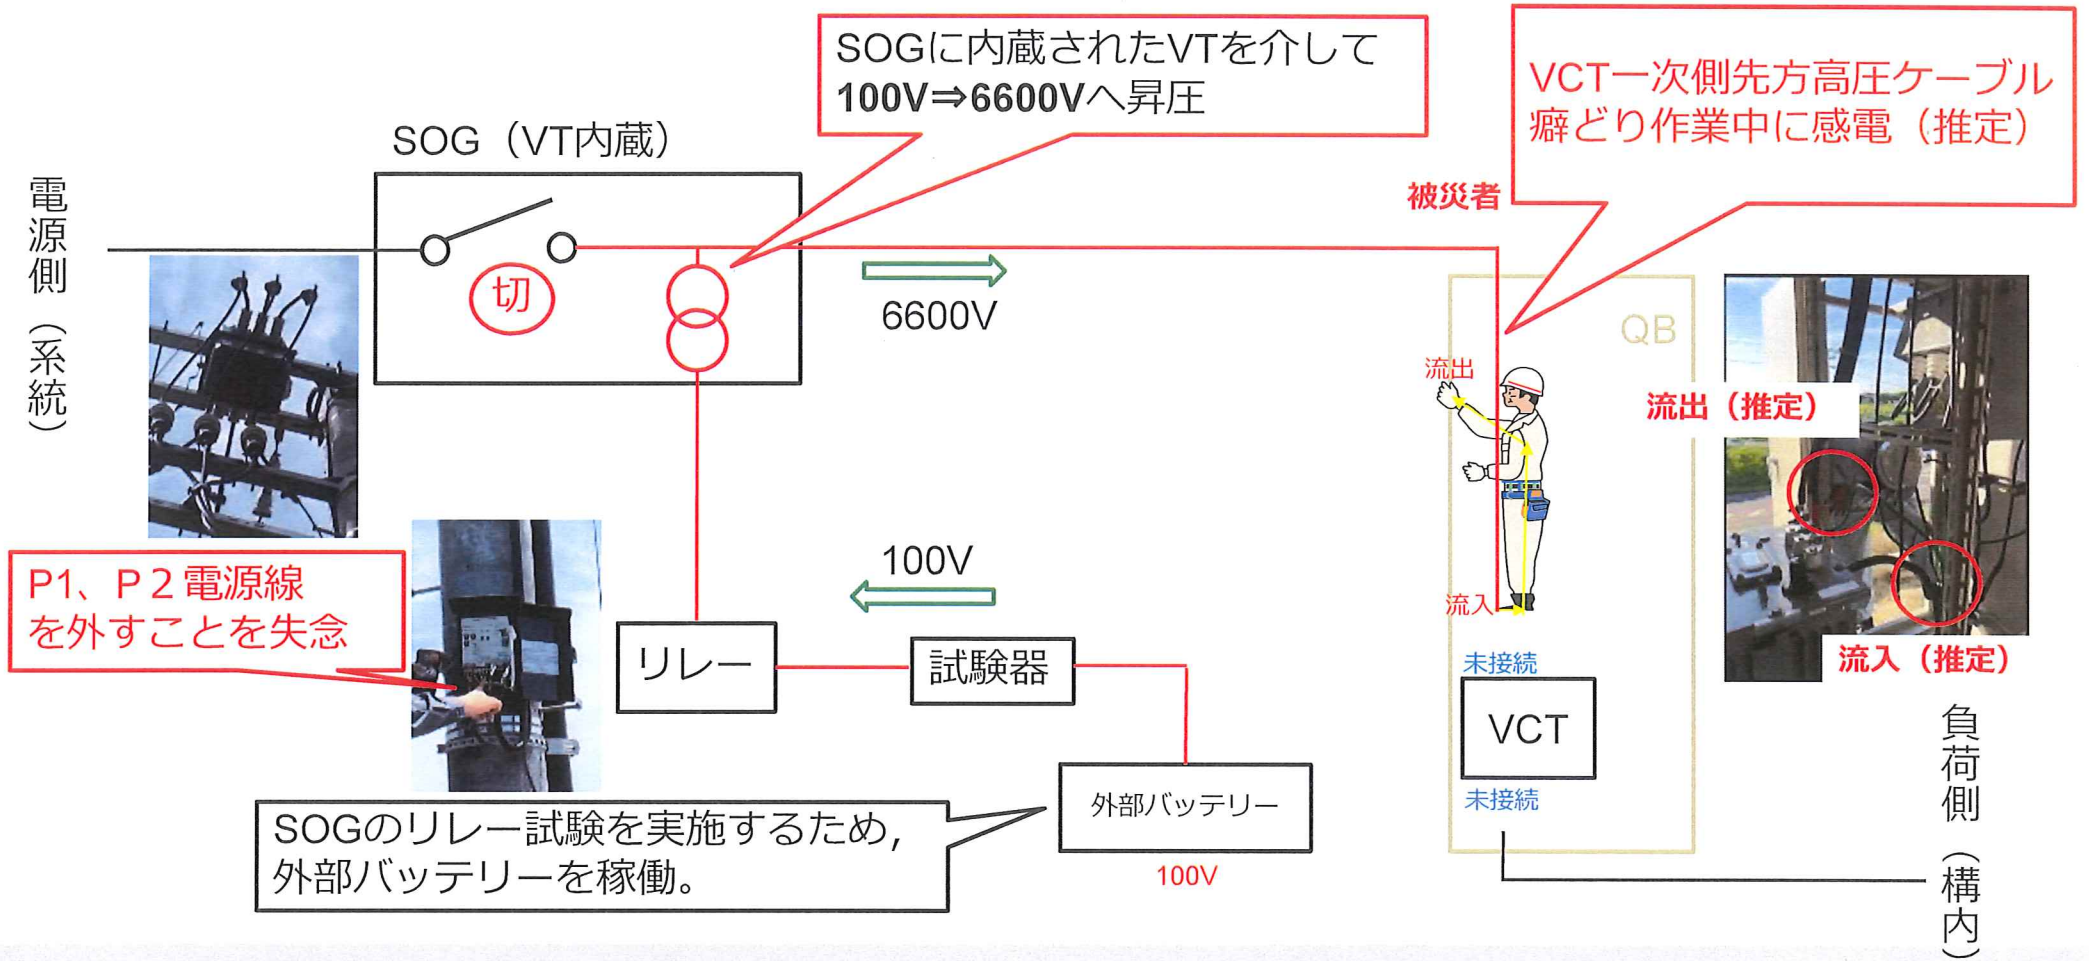 SOGに内蔵されたVTを介して
100V⇒6600Vへ昇圧
VCT一次側先方高圧ケーブル
癖どり作業中に感電（推定）
SOG（VT内蔵）
電源側（系統）
被災者
切
6600V
QB
流出
流出（推定）
P1、P２電源線
を外すことを失念
100V
流入
リレー
試験器
未接続
流入（推定）
VCT
負荷側（構内）
外部バッテリー
未接続
SOGのリレー試験を実施するため,
外部バッテリーを稼働。
100V